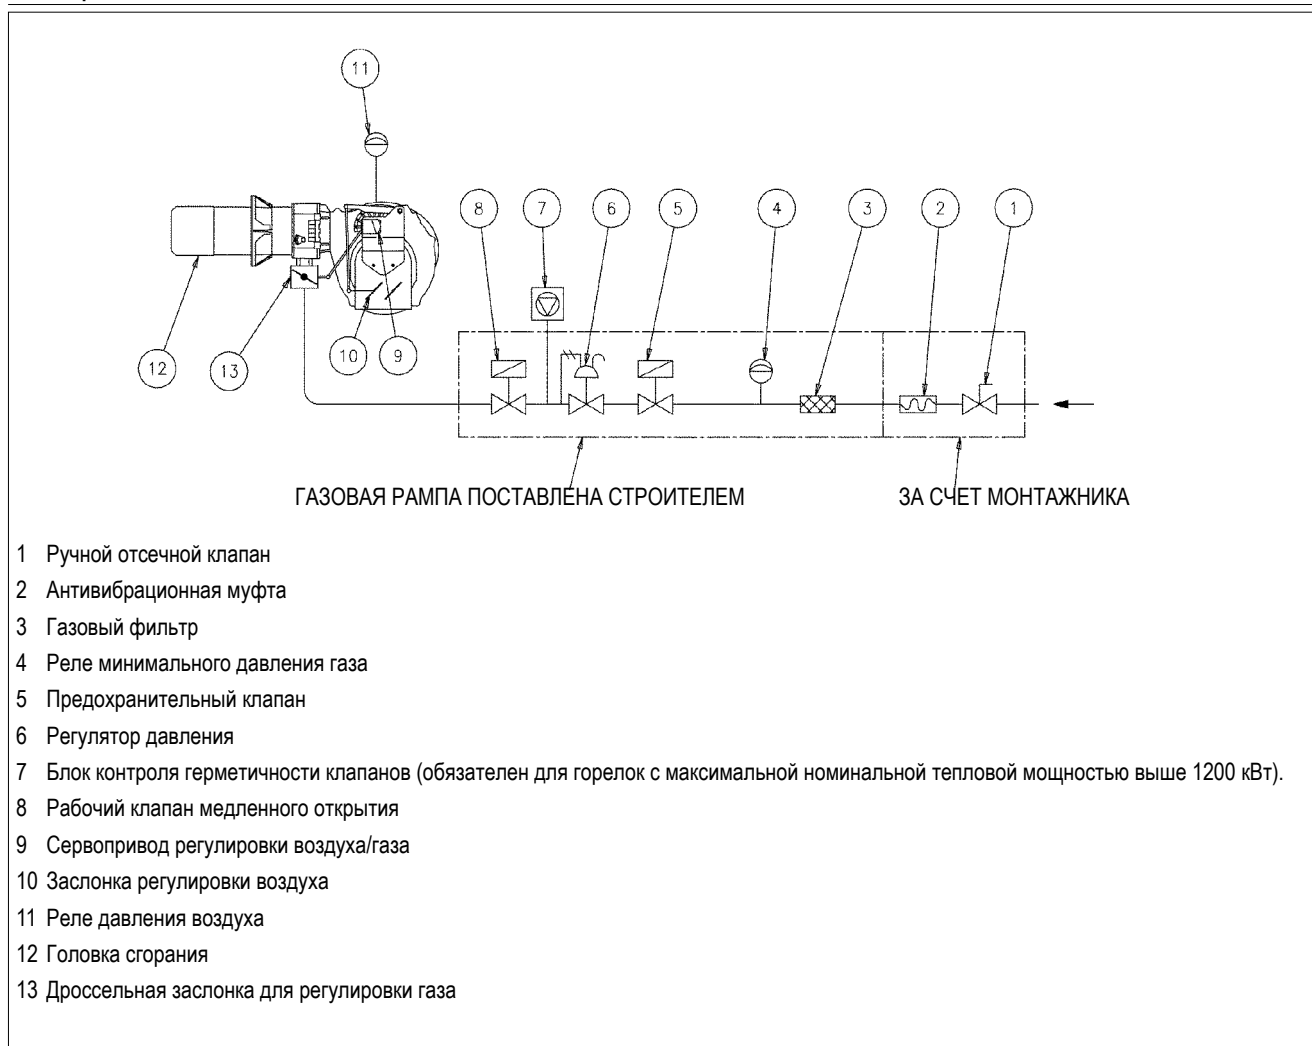 11
8 7 6 5 4 3 2 1
12 13 10 9
ГАЗОВАЯ РАМПА ПОСТАВЛЕНА СТРОИТЕЛЕМ
ЗА СЧЕТ МОНТАЖНИКА
1 Ручной отсечной клапан
2 Антивибрационная муфта
3 Газовый фильтр
4 Реле минимального давления газа
5 Предохранительный клапан
6 Регулятор давления
7 Блок контроля герметичности клапанов (обязателен для горелок с максимальной номинальной тепловой мощностью выше 1200 кВт).
8 Рабочий клапан медленного открытия
9 Сервопривод регулировки воздуха/газа
10 Заслонка регулировки воздуха
11 Реле давления воздуха
12 Головка сгорания
13 Дроссельная заслонка для регулировки газа